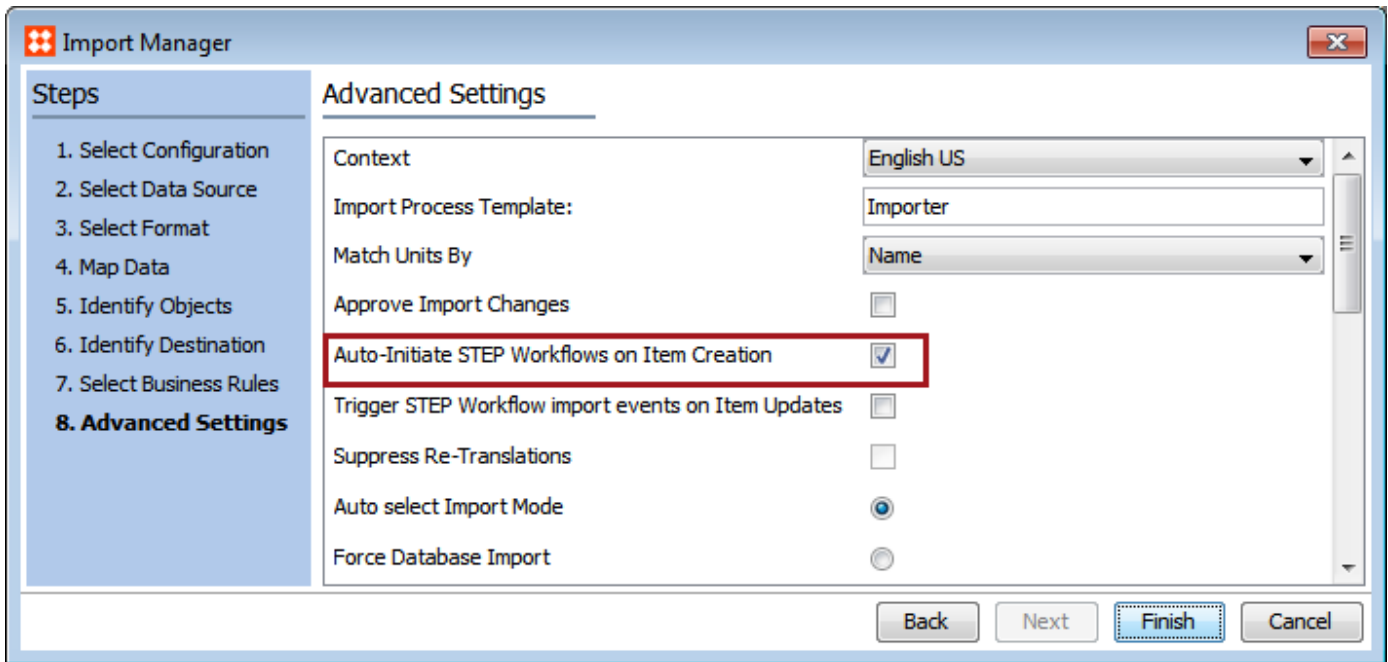 Import Manager
Steps
1. Select Configuration
2. Select Data Source
3. Select Format
4. Map Data
5. Identify Objects
6. Identify Destination
7. Select Business Rules
8. Advanced Settings
Advanced Settings
Context English US
Import Process Template: Importer
Match Units By Name
Approve Import Changes
Auto-Initiate STEP Workflows on Item Creation
Trigger STEP Workflow import events on Item Updates
Suppress Re-Translations
Auto select Import Mode
Force Database Import
Back Next Finish Cancel